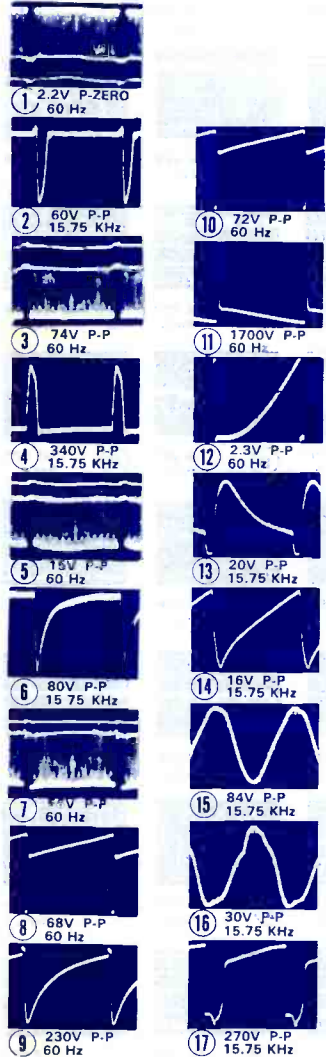 1 2.2V P-ZERO
60 Hz
2 60V P-P
15.75 KHz
3 74V P-P
60 Hz
4 340V P-P
15.75 KHz
5 15V P-P
60 Hz
6 80V P-P
15 75 KHz
7 P-P
60 Hz
8 68V P-P
60 Hz
9 230V P-P
60 Hz
10 72V P-P
60 Hz
11 1700V P-P
60 Hz
12 2.3V P-P
60 Hz
13 20V P-P
15.75 KHz
14 16V P-P
15.75 KHz
15 84V P-P
15.75 KHz
16 30V P-P
15.75 KHz
17 270V P-P
15.75 KHz